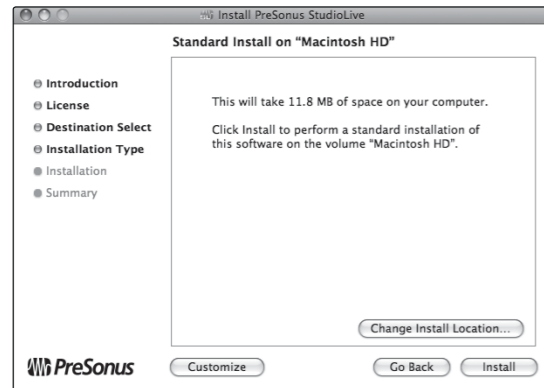 Install PreSonus StudioLive
Standard Install on “Macintosh HD”
Introduction
License
Destination Select
Installation Type
Installation
Summary
This will take 11.8 MB of space on your computer.
Click Install to perform a standard installation of
this software on the volume “Macintosh HD”.
Change Install Location...
PreSonus
Customize
Go Back
Install